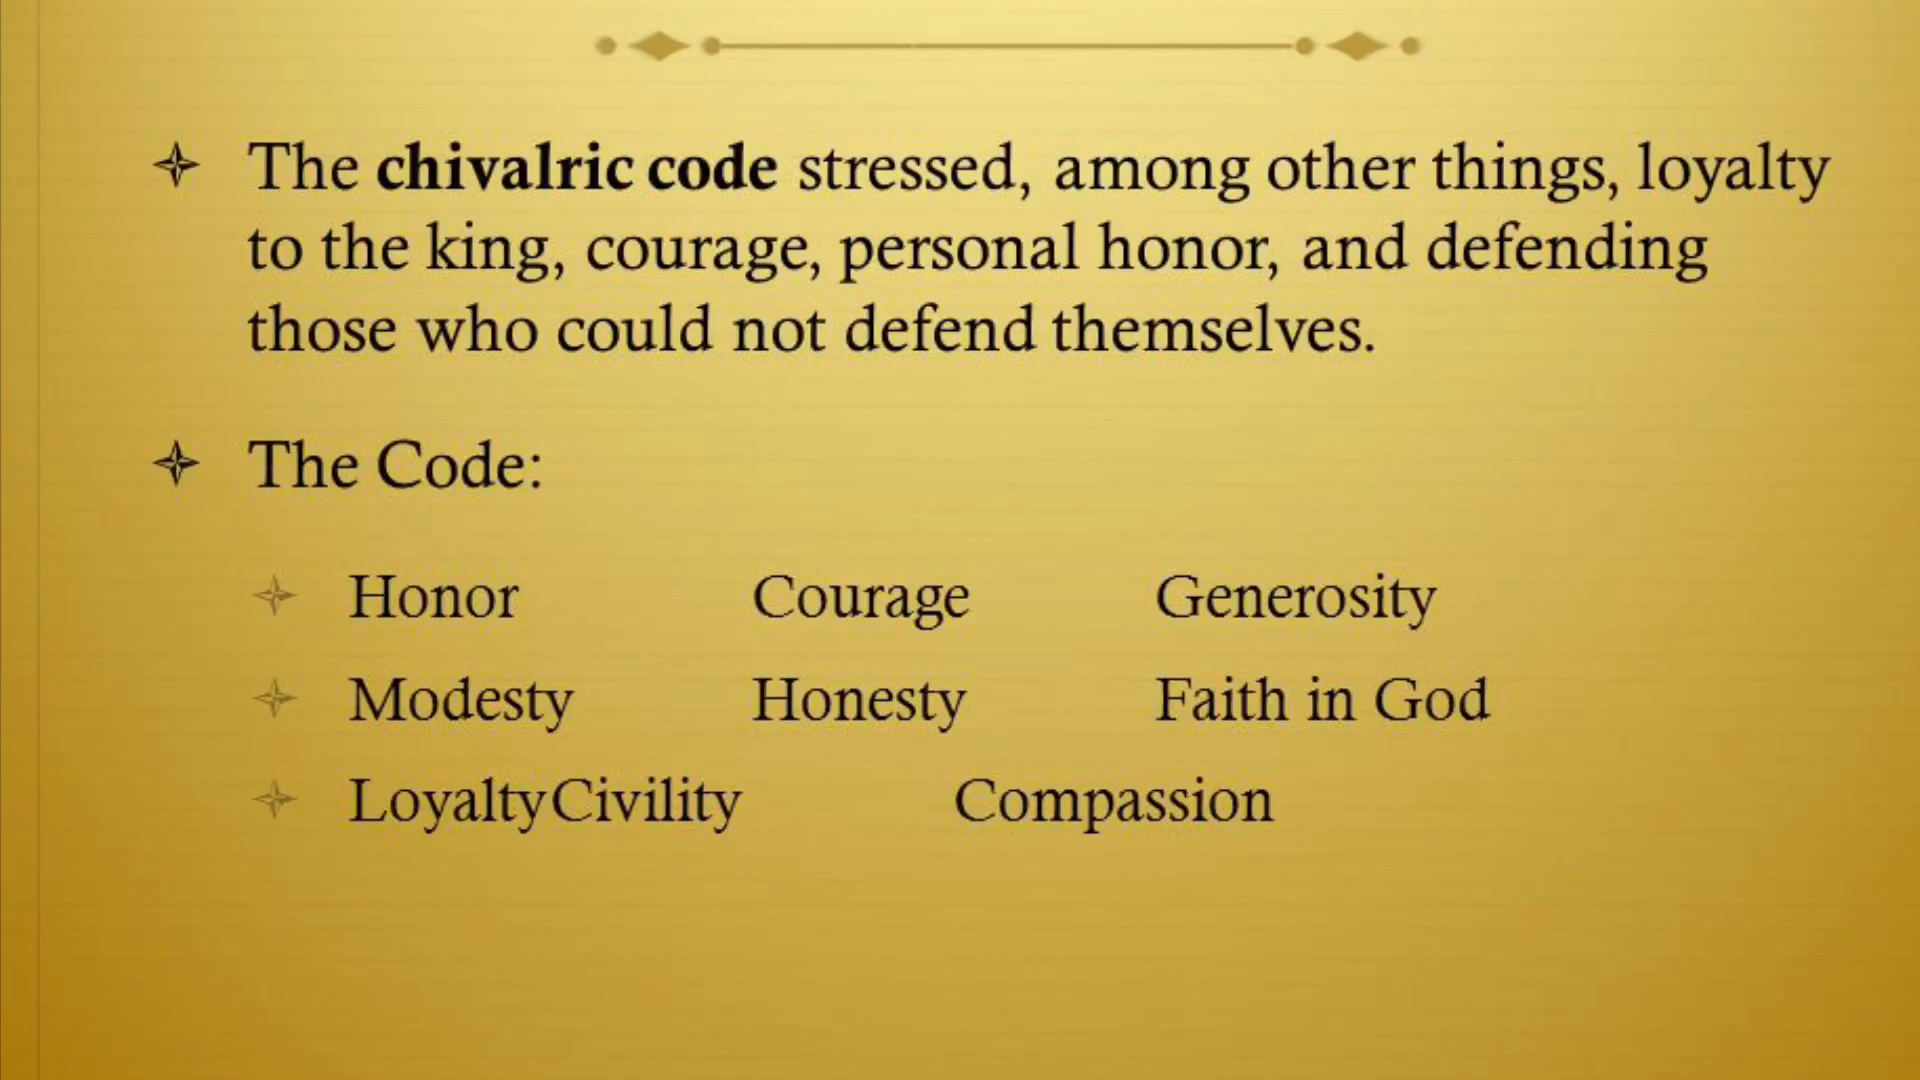 The chivalric code stressed, among other things, loyalty
to the king, courage, personal honor, and defending
those who could not defend themselves.
The Code:
Honor Courage Generosity
Modesty Honesty Faith in God
LoyaltyCivility Compassion